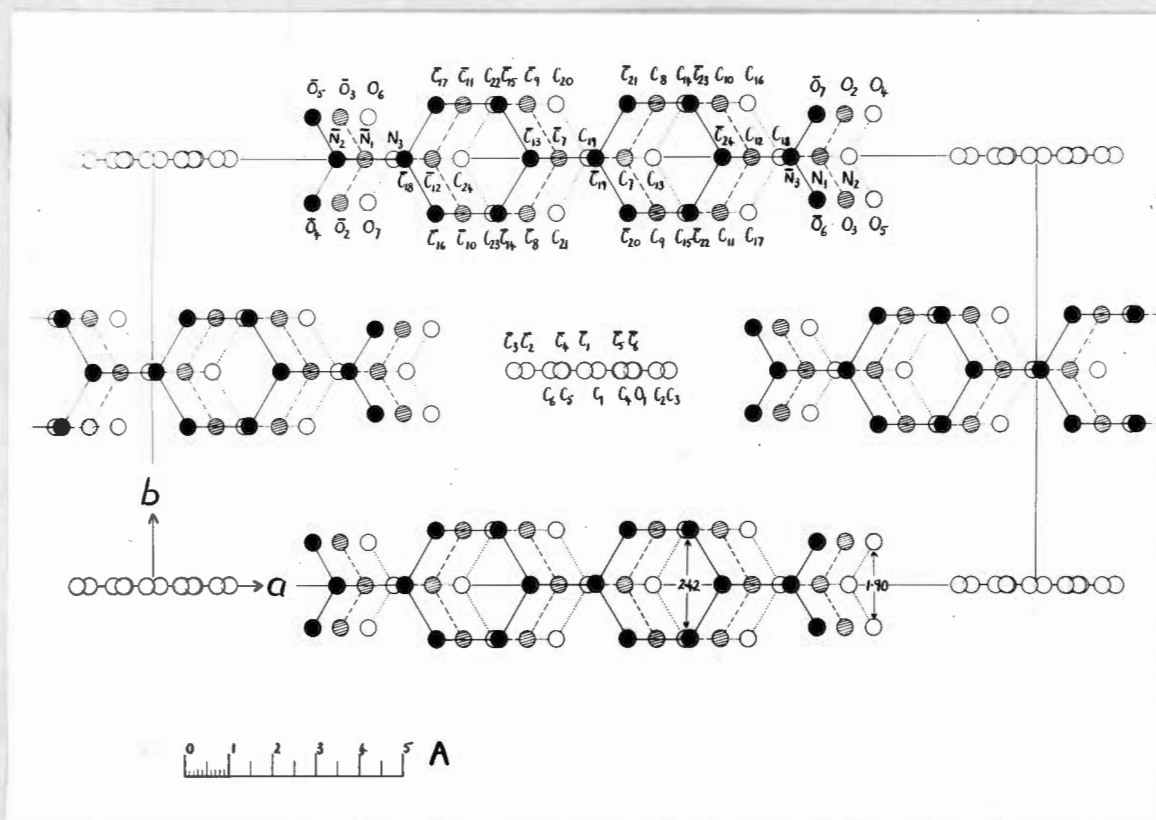 C̄₁₇ C̄₁₁ C₂₂ C̄₁₅ C̄₉ C₂₀ C̄₂₁ C₈ C₁₄ C̄₂₃ C₁₀ C₁₆
Ō₅ Ō₃ O₆ Ō₇ O₂ O₄
N̄₂ N̄₁ N₃ C̄₁₃ C̄₇ C₁₉ C̄₂₄ C₁₂ C₁₈
C̄₁₈ C̄₁₂ C₂₄ C̄₁₉ C₇ C₁₃ N̄₃ N₁ N₂
Ō₄ Ō₂ O₇ C̄₁₆ C̄₁₀ C₂₃ C̄₁₄ C̄₈ C₂₁ C̄₂₀ C₉ C₁₅ C̄₂₂ C₁₁ C₁₇ Ō₆ O₃ O₅
C̄₃ C̄₂ C̄₄ C̄₁ C̄₅ C̄₆
C₆ C₅ C₁ C₄ O₁ C₂ C₃
b
a
2·42 1·90
0 1 2 3 4 5 A